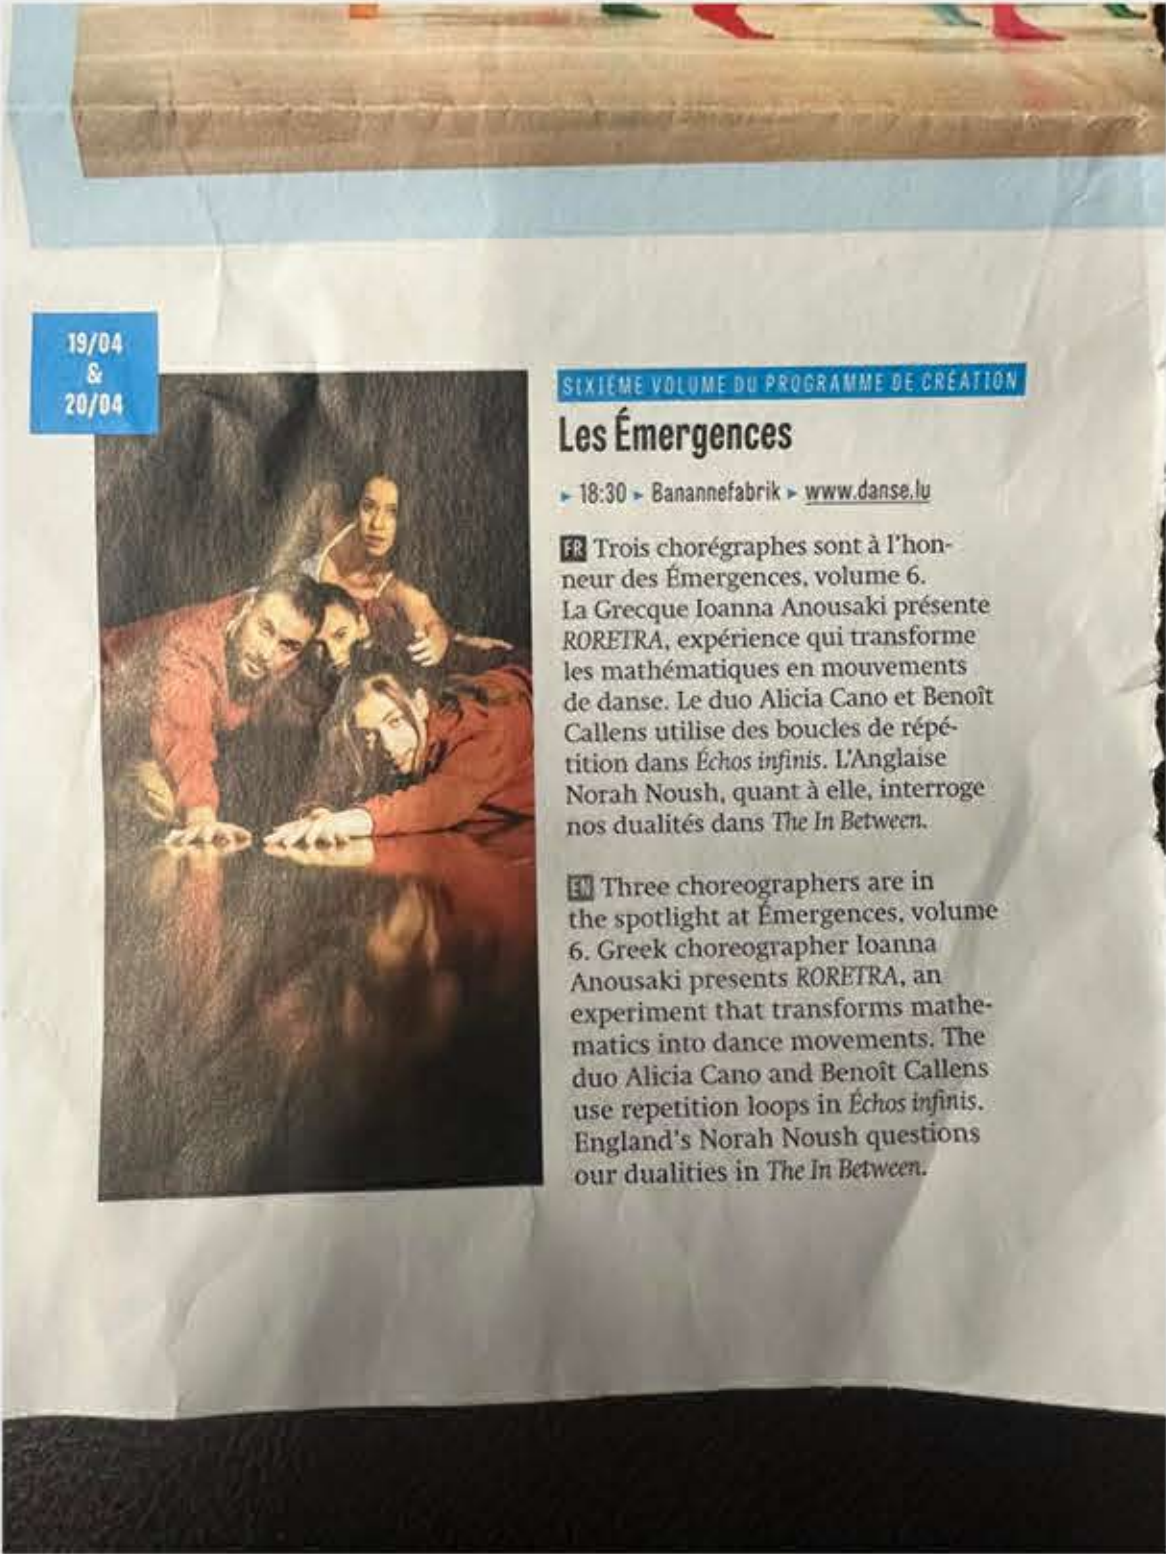 19/04
&
20/04
SIXIÈME VOLUME DU PROGRAMME DE CRÉATION
Les Émergences
▸ 18:30 ▸ Banannefabrik ▸ www.danse.lu
FR Trois chorégraphes sont à l'hon-
neur des Émergences, volume 6.
La Grecque Ioanna Anousaki présente
RORETRA, expérience qui transforme
les mathématiques en mouvements
de danse. Le duo Alicia Cano et Benoît
Callens utilise des boucles de répé-
tition dans Échos infinis. L'Anglaise
Norah Noush, quant à elle, interroge
nos dualités dans The In Between.
EN Three choreographers are in
the spotlight at Émergences, volume
6. Greek choreographer Ioanna
Anousaki presents RORETRA, an
experiment that transforms mathe-
matics into dance movements. The
duo Alicia Cano and Benoît Callens
use repetition loops in Échos infinis.
England's Norah Noush questions
our dualities in The In Between.